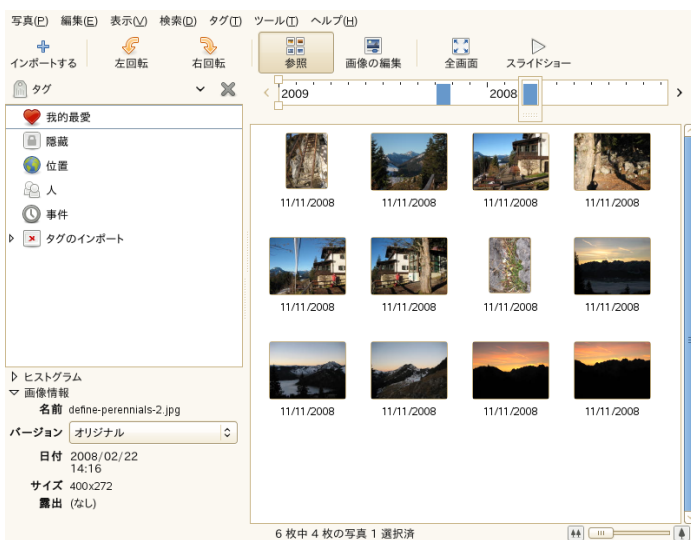 写真(P) 編集(E) 表示(V) 検索(D) タグ(T) ツール(T) ヘルプ(H)
インポートする 左回転 右回転 参照 画像の編集 全画面 スライドショー
タグ
2009 2008
我的最愛
隠蔵
位置
人
事件
タグのインポート
11/11/2008 11/11/2008 11/11/2008 11/11/2008
11/11/2008 11/11/2008 11/11/2008 11/11/2008
11/11/2008 11/11/2008 11/11/2008 11/11/2008
ヒストグラム
画像情報
名前 define-perennials-2.jpg
バージョン オリジナル
日付 2008/02/22
14:16
サイズ 400x272
露出 (なし)
6 枚中 4 枚の写真 1 選択済